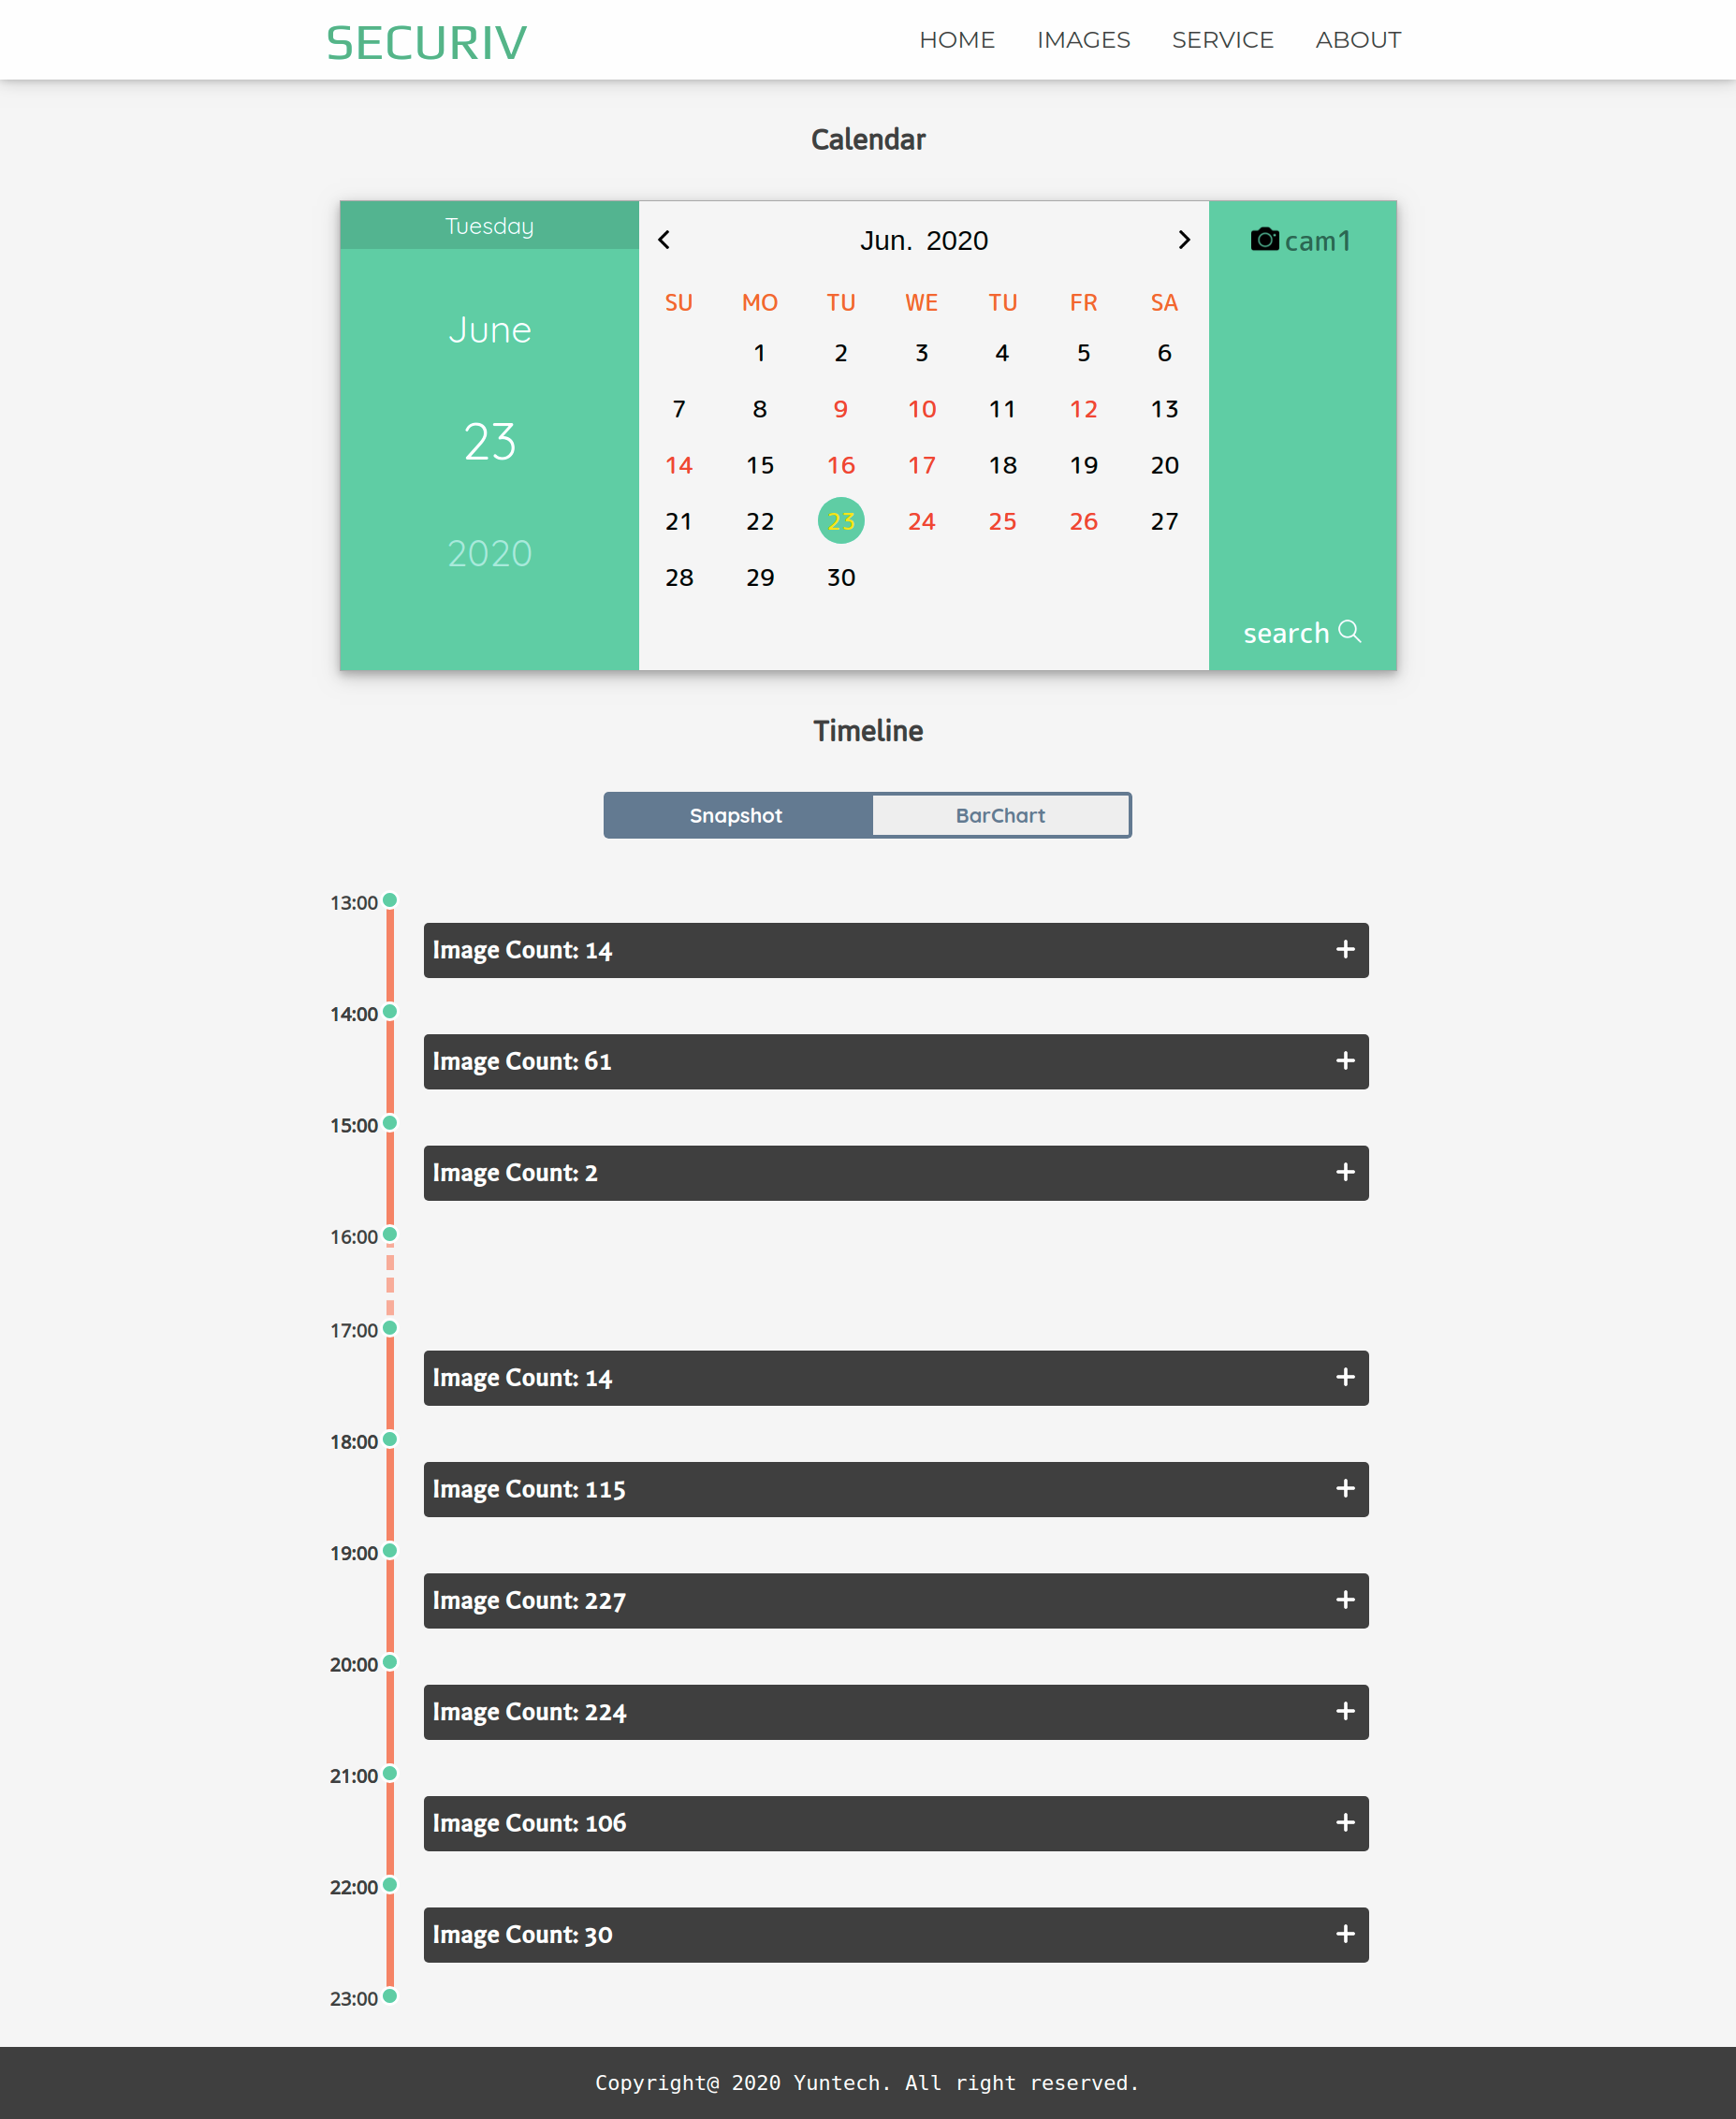 SECURIV
HOME IMAGES SERVICE ABOUT
Calendar
Tuesday
June
23
2020
Jun. 2020
SU MO TU WE TU FR SA
1 2 3 4 5 6
7 8 9 10 11 12 13
14 15 16 17 18 19 20
21 22 23 24 25 26 27
28 29 30
cam1
search
Timeline
Snapshot BarChart
13:00
Image Count: 14
14:00
Image Count: 61
15:00
Image Count: 2
16:00
17:00
Image Count: 14
18:00
Image Count: 115
19:00
Image Count: 227
20:00
Image Count: 224
21:00
Image Count: 106
22:00
Image Count: 30
23:00
Copyright@ 2020 Yuntech. All right reserved.